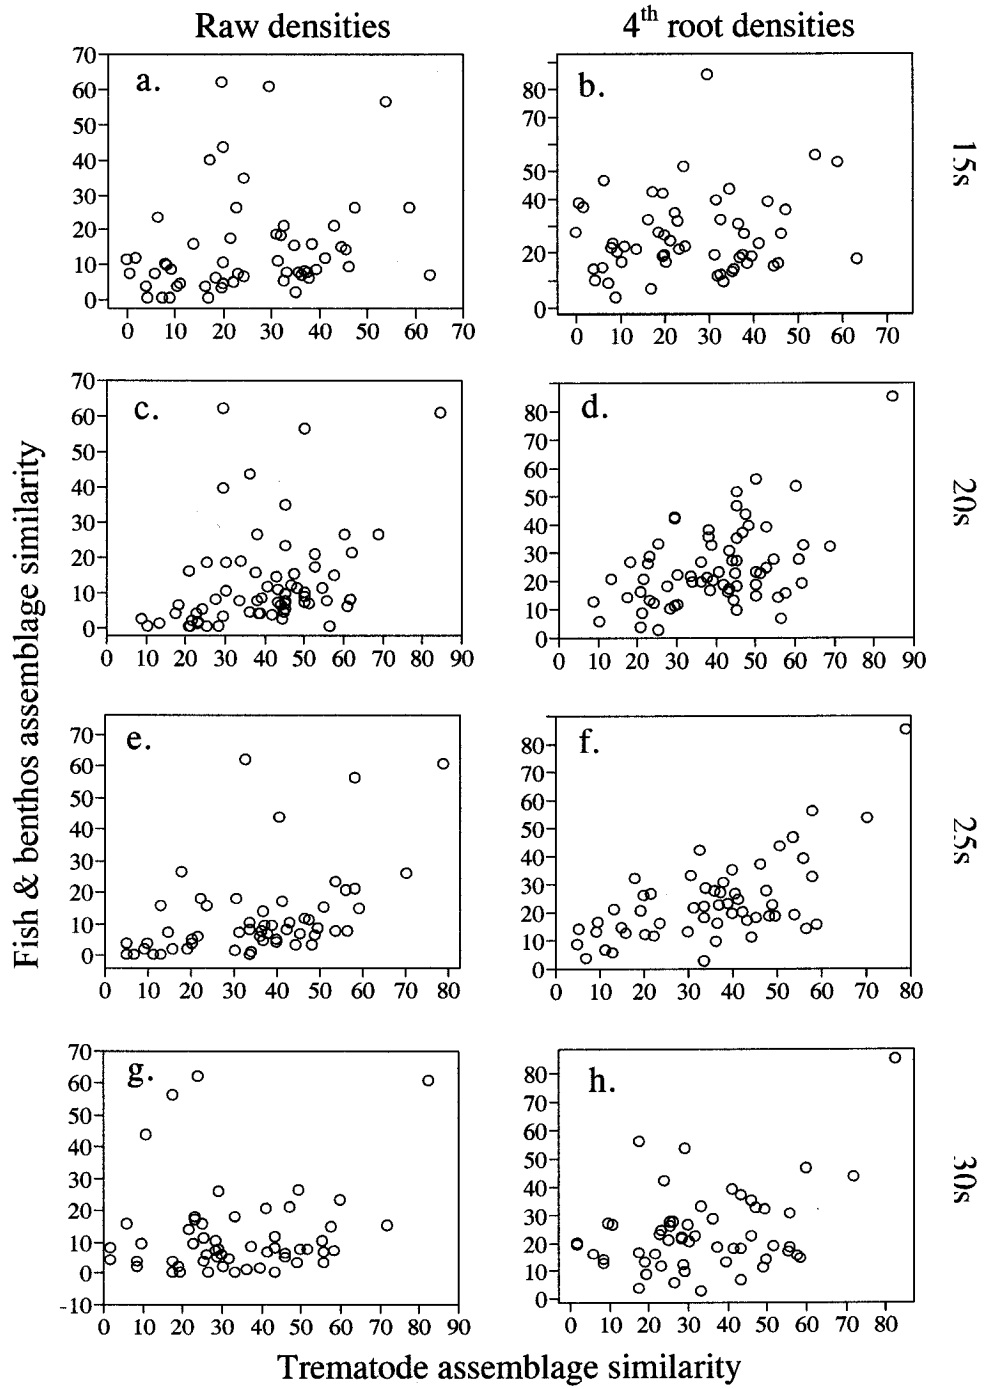 Raw densities
4th root densities
Fish & benthos assemblage similarity
a.
70
60
50
40
30
20
10
0
0 10 20 30 40 50 60 70
b.
80
70
50
40
20
0
0 10 20 30 40 50 60 70
15s
c.
70
60
50
40
30
20
10
0
0 10 20 30 40 50 60 70 80 90
d.
80
70
60
50
40
30
20
10
0
0 10 20 30 40 50 60 70 80 90
20s
e.
70
60
50
40
30
20
10
0
0 10 20 30 40 50 60 70 80
f.
80
70
60
50
40
30
20
10
0
0 10 20 30 40 50 60 70 80
25s
g.
70
60
50
40
30
20
10
0
-10
0 10 20 30 40 50 60 70 80 90
h.
80
70
60
50
40
30
20
10
0
0 10 20 30 40 50 60 70 80
30s
Trematode assemblage similarity